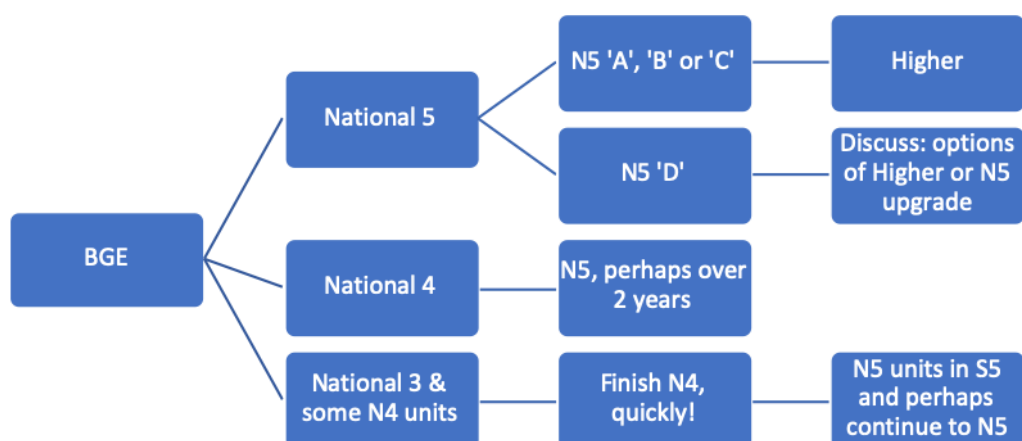 N5 'A', 'B' or 'C'
Higher
National 5
N5 'D'
Discuss: options
of Higher or N5
upgrade
BGE
National 4
N5, perhaps over
2 years
National 3 &
some N4 units
Finish N4,
quickly!
N5 units in S5
and perhaps
continue to N5